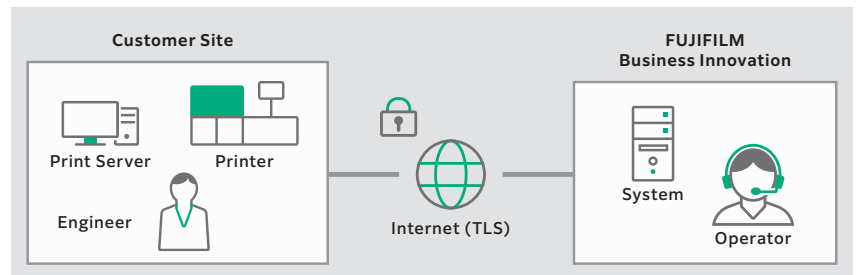 Customer Site
Print Server
Printer
Engineer
Internet (TLS)
FUJIFILM
Business Innovation
System
Operator